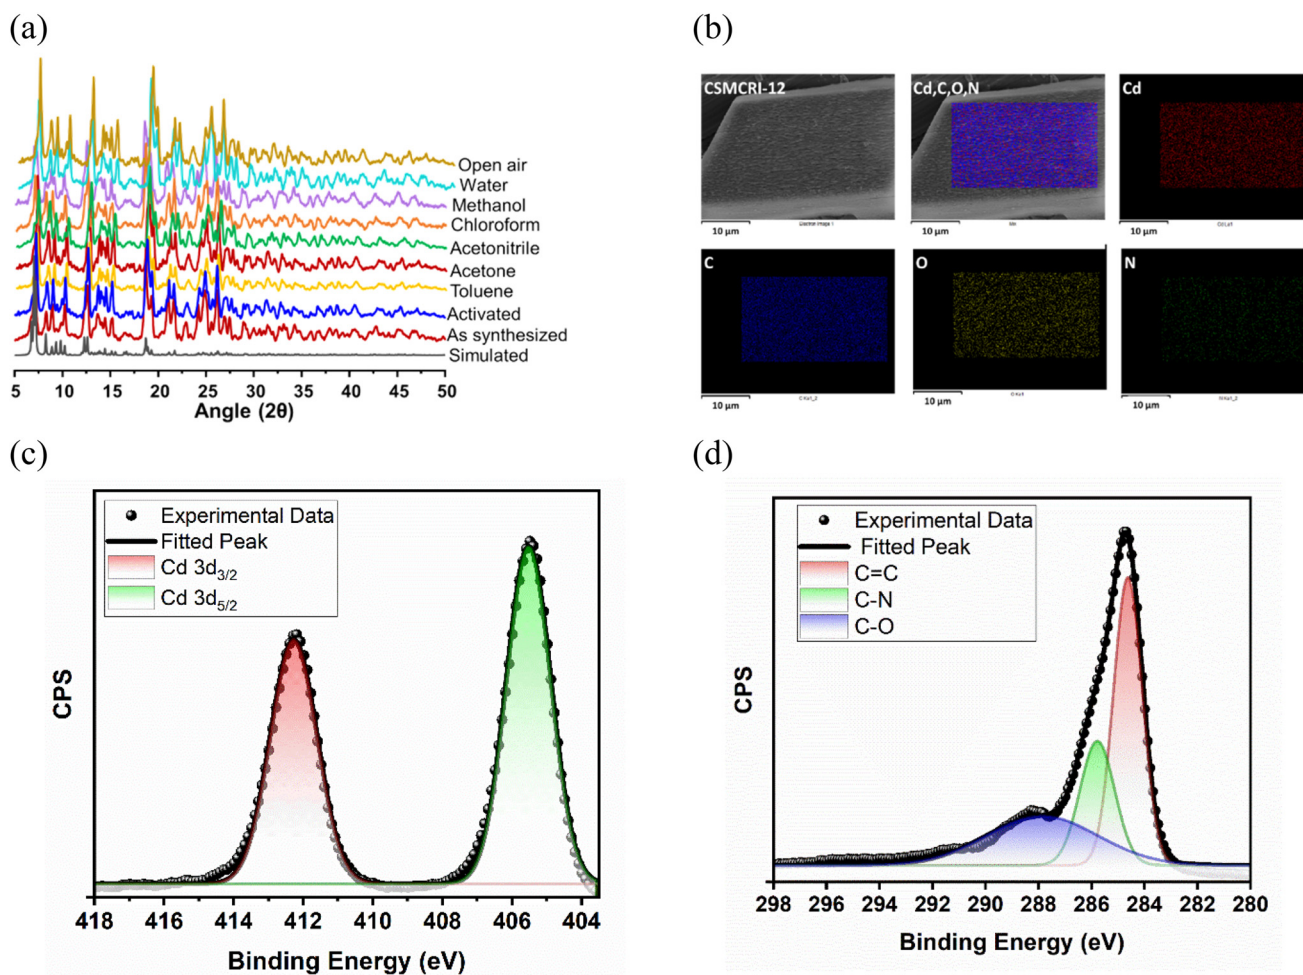 (a)
Open air
Water
Methanol
Chloroform
Acetonitrile
Acetone
Toluene
Activated
As synthesized
Simulated
5 10 15 20 25 30 35 40 45 50
Angle (2θ)
(b)
CSMCRI-12
Cd,C,O,N
Cd
10 µm
Electron Image 1
10 µm
10 µm
C
O
N
10 µm
10 µm
10 µm
(c)
Experimental Data
Fitted Peak
Cd 3d3/2
Cd 3d5/2
CPS
418 416 414 412 410 408 406 404
Binding Energy (eV)
(d)
Experimental Data
Fitted Peak
C=C
C-N
C-O
CPS
298 296 294 292 290 288 286 284 282 280
Binding Energy (eV)